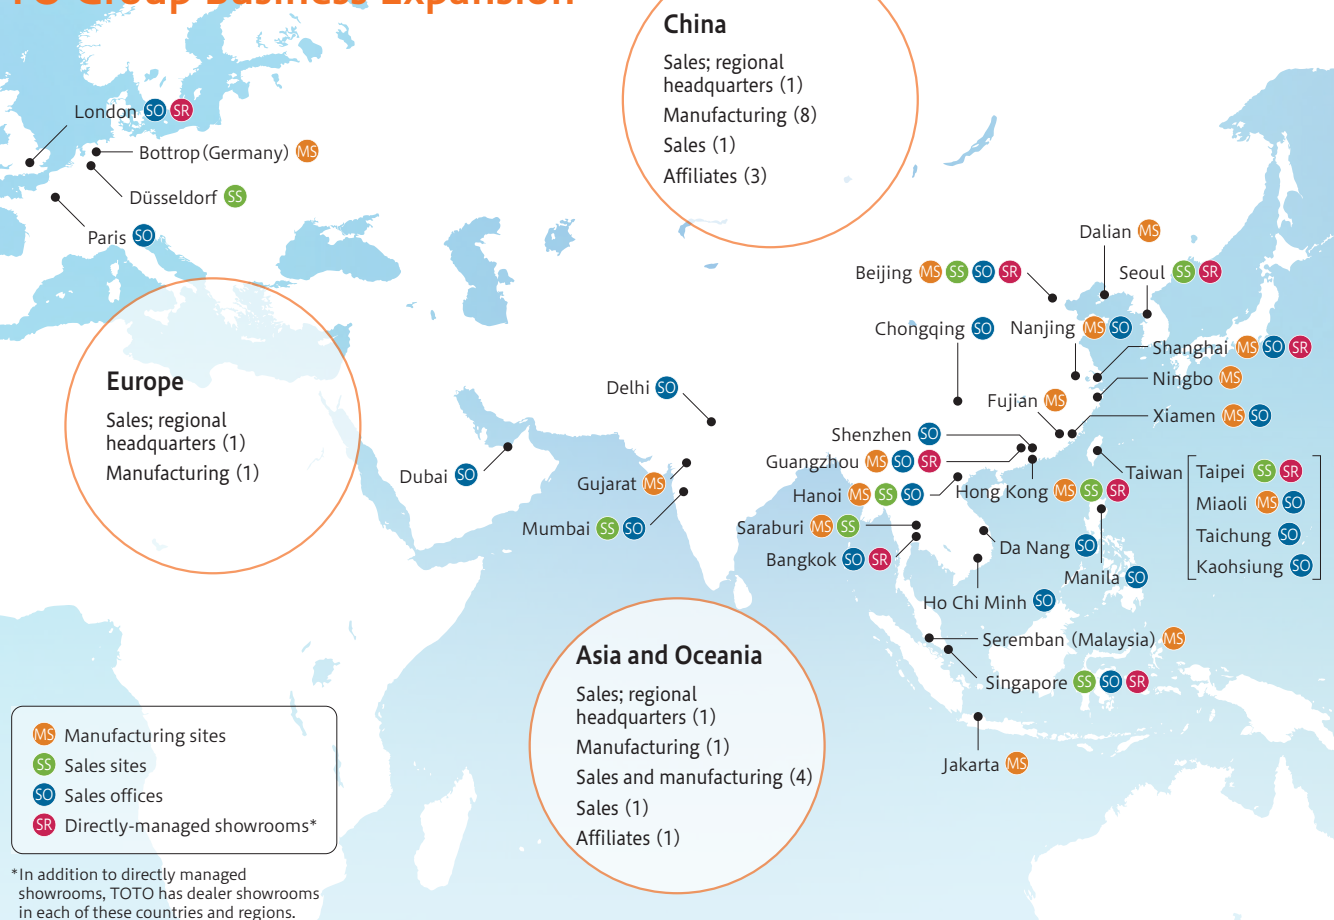 TO Group Business Expansion
China
Sales; regional
headquarters (1)
Manufacturing (8)
Sales (1)
Affiliates (3)
London SO SR
Bottrop (Germany) MS
Düsseldorf SS
Paris SO
Europe
Sales; regional
headquarters (1)
Manufacturing (1)
Dalian MS
Beijing MS SS SO SR
Seoul SS SR
Chongqing SO
Nanjing MS SO
Shanghai MS SO SR
Ningbo MS
Fujian MS
Xiamen MS SO
Delhi SO
Dubai SO
Gujarat MS
Mumbai SS SO
Shenzhen SO
Guangzhou MS SO SR
Hanoi MS SS SO
Hong Kong MS SS SR
Saraburi MS SS
Bangkok SO SR
Taiwan
Taipei SS SR
Miaoli MS SO
Taichung SO
Kaohsiung SO
Da Nang SO
Manila SO
Ho Chi Minh SO
Seremban (Malaysia) MS
Singapore SS SO SR
Jakarta MS
Asia and Oceania
Sales; regional
headquarters (1)
Manufacturing (1)
Sales and manufacturing (4)
Sales (1)
Affiliates (1)
MS Manufacturing sites
SS Sales sites
SO Sales offices
SR Directly-managed showrooms*
*In addition to directly managed
showrooms, TOTO has dealer showrooms
in each of these countries and regions.